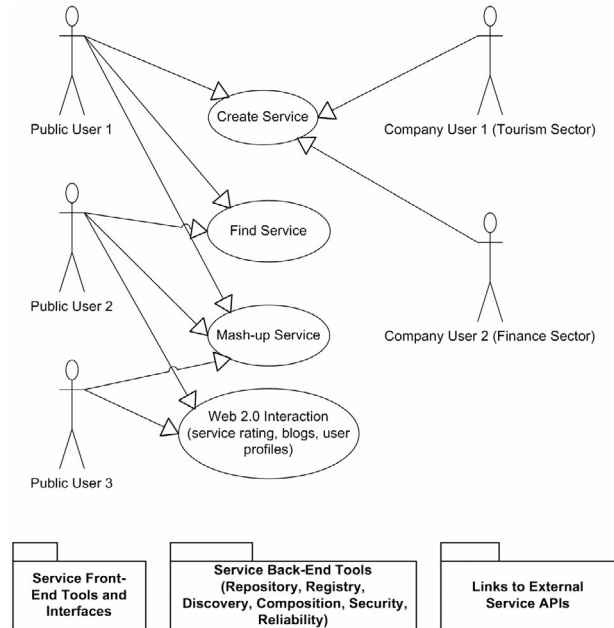 Public User 1
Create Service
Company User 1 (Tourism Sector)
Find Service
Public User 2
Company User 2 (Finance Sector)
Mash-up Service
Web 2.0 Interaction
(service rating, blogs, user
profiles)
Public User 3
Service Front-
End Tools and
Interfaces
Service Back-End Tools
(Repository, Registry,
Discovery, Composition, Security,
Reliability)
Links to External
Service APIs